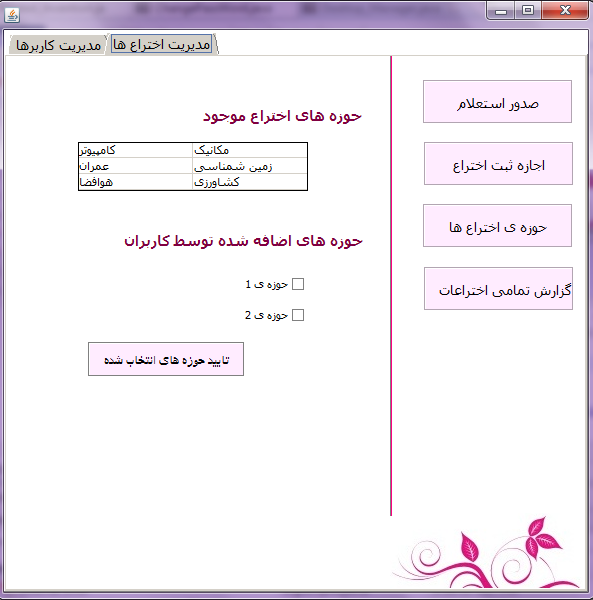 مدیریت کاربرها
مدیریت اختراع ها
صدور استعلام
اجازه ثبت اختراع
حوزه ی اختراع ها
گزارش تمامی اختراعات
حوزه های اختراع موجود
مکانیک کامپیوتر
زمین شناسی عمران
کشاورزی هوافضا
حوزه های اضافه شده توسط کاربران
حوزه ی 1
حوزه ی 2
تایید حوزه های انتخاب شده